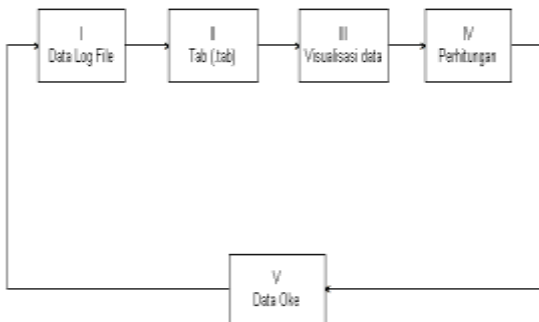 I
Data Log File
II
Tab (.tab)
III
Visualisasi data
IV
Perhitungan
V
Data Oke